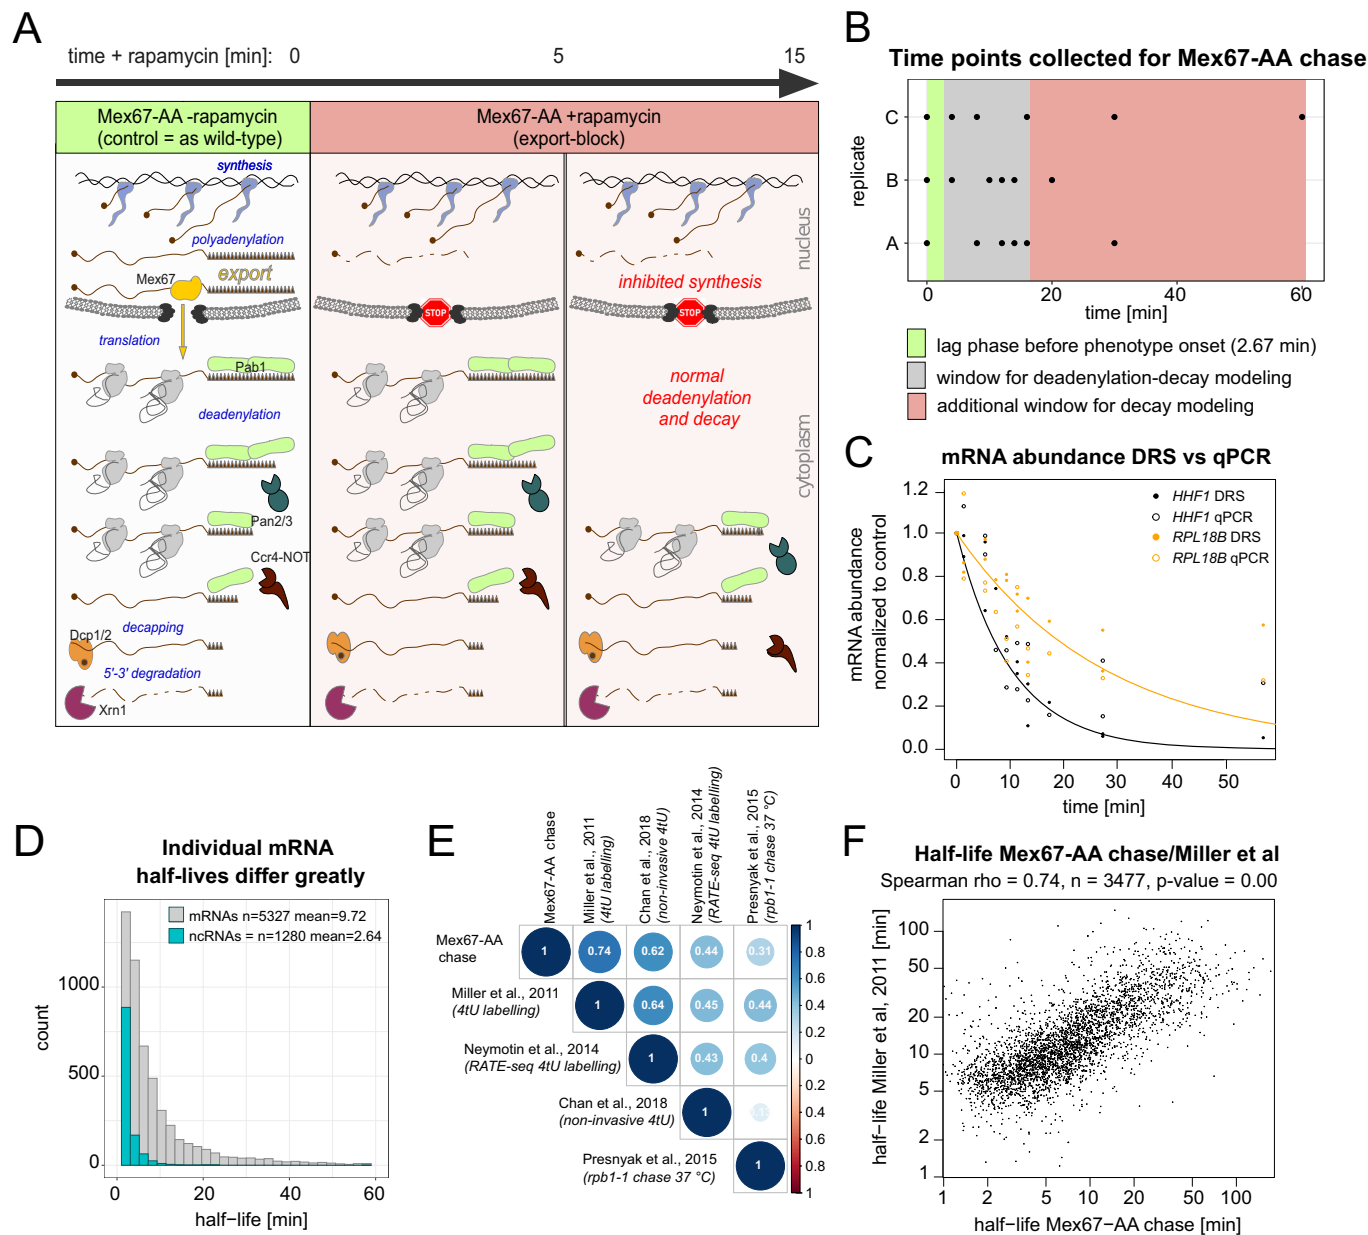 A
time + rapamycin [min]: 0 5 15
Mex67-AA -rapamycin
(control = as wild-type)
Mex67-AA +rapamycin
(export-block)
synthesis
polyadenylation
Mex67
export
translation
Pab1
deadenylation
Pan2/3
Ccr4-NOT
decapping
Dcp1/2
5'-3' degradation
Xrn1
STOP
inhibited synthesis
STOP
normal
deadenylation
and decay
nucleus
cytoplasm
B
Time points collected for Mex67-AA chase
replicate
C
B
A
0 20 40 60
time [min]
lag phase before phenotype onset (2.67 min)
window for deadenylation-decay modeling
additional window for decay modeling
C
mRNA abundance DRS vs qPCR
mRNA abundance
normalized to control
1.2
1.0
0.8
0.6
0.4
0.2
0.0
HHF1 DRS
HHF1 qPCR
RPL18B DRS
RPL18B qPCR
0 10 20 30 40 50
time [min]
D
Individual mRNA
half-lives differ greatly
mRNAs n=5327 mean=9.72
ncRNAs = n=1280 mean=2.64
count
1000
500
0
0 20 40 60
half−life [min]
E
Mex67-AA chase
Miller et al., 2011
(4tU labelling)
Chan et al., 2018
(non-invasive 4tU)
Neymotin et al., 2014
(RATE-seq 4tU labelling)
Presnyak et al., 2015
(rpb1-1 chase 37 °C)
Mex67-AA
chase
1 0.74 0.62 0.44 0.31
Miller et al., 2011
(4tU labelling)
1 0.64 0.45 0.44
Neymotin et al., 2014
(RATE-seq 4tU labelling)
1 0.43 0.4
Chan et al., 2018
(non-invasive 4tU)
1
Presnyak et al., 2015
(rpb1-1 chase 37 °C)
1
1
0.8
0.6
0.4
0.2
0
0.2
0.4
0.6
0.8
1
F
Half-life Mex67-AA chase/Miller et al
Spearman rho = 0.74, n = 3477, p-value = 0.00
half−life Miller et al, 2011 [min]
100
50
20
10
5
2
1
1 2 5 10 20 50 100
half−life Mex67−AA chase [min]